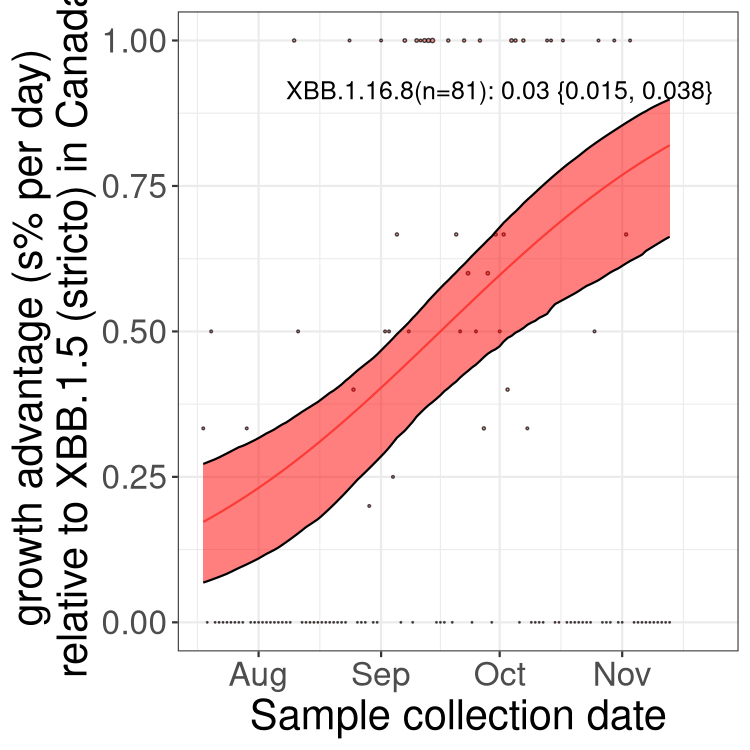 growth advantage (s% per day)
relative to XBB.1.5 (stricto) in Canada
1.00
0.75
0.50
0.25
0.00
XBB.1.16.8(n=81): 0.03 {0.015, 0.038}
Aug Sep Oct Nov
Sample collection date